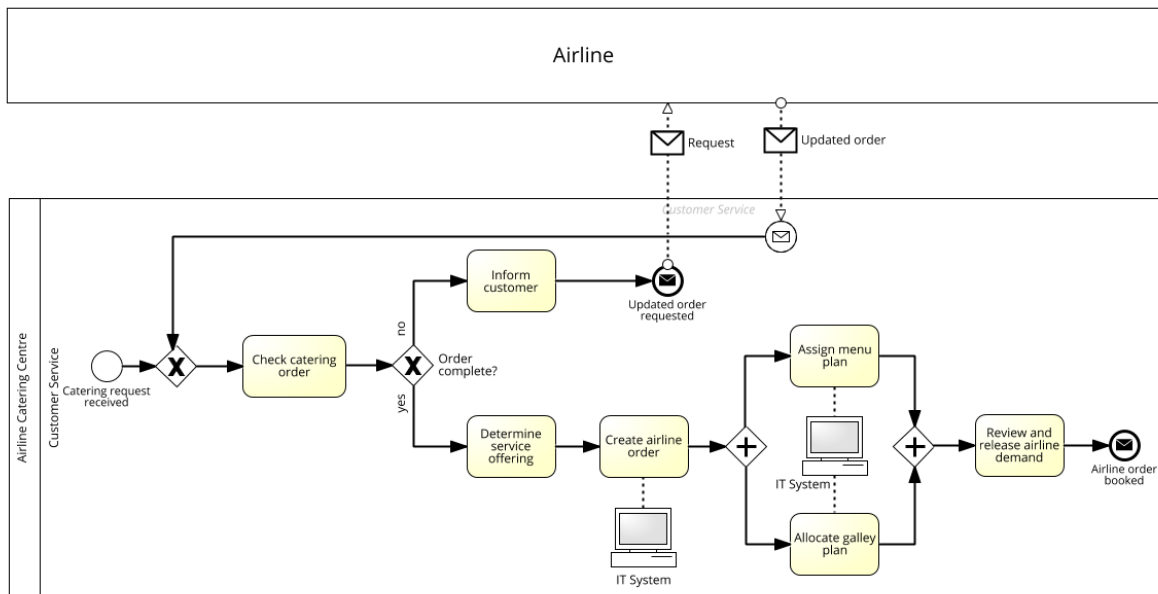 Airline
Request
Updated order
Customer Service
Airline Catering Centre
Customer Service
Inform
customer
Updated order
requested
no
Catering request
received
Check catering
order
Order
complete?
yes
Assign menu
plan
Determine
service
offering
Create airline
order
IT System
Review and
release airline
demand
Airline order
booked
Allocate galley
plan
IT System